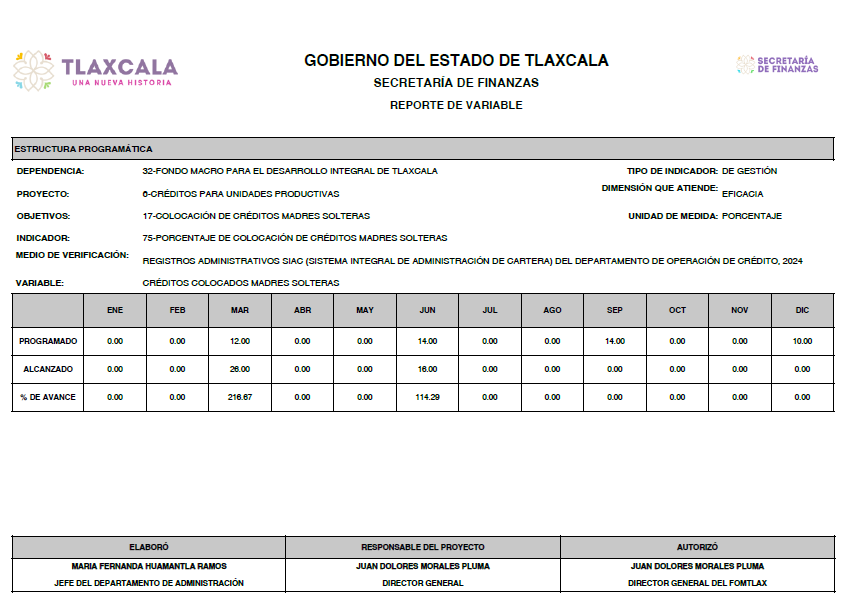 TLAXCALA
UNA NUEVA HISTORIA
GOBIERNO DEL ESTADO DE TLAXCALA
SECRETARÍA DE FINANZAS
REPORTE DE VARIABLE
SECRETARÍA
DE FINANZAS
ESTRUCTURA PROGRAMÁTICA
DEPENDENCIA: 32-FONDO MACRO PARA EL DESARROLLO INTEGRAL DE TLAXCALA TIPO DE INDICADOR: DE GESTIÓN
PROYECTO: 6-CRÉDITOS PARA UNIDADES PRODUCTIVAS DIMENSIÓN QUE ATIENDE: EFICACIA
OBJETIVOS: 17-COLOCACIÓN DE CRÉDITOS MADRES SOLTERAS UNIDAD DE MEDIDA: PORCENTAJE
INDICADOR: 75-PORCENTAJE DE COLOCACIÓN DE CRÉDITOS MADRES SOLTERAS
MEDIO DE VERIFICACIÓN: REGISTROS ADMINISTRATIVOS SIAC (SISTEMA INTEGRAL DE ADMINISTRACIÓN DE CARTERA) DEL DEPARTAMENTO DE OPERACIÓN DE CRÉDITO, 2024
VARIABLE: CRÉDITOS COLOCADOS MADRES SOLTERAS
ENE FEB MAR ABR MAY JUN JUL AGO SEP OCT NOV DIC
PROGRAMADO 0.00 0.00 12.00 0.00 0.00 14.00 0.00 0.00 14.00 0.00 0.00 10.00
ALCANZADO 0.00 0.00 26.00 0.00 0.00 16.00 0.00 0.00 0.00 0.00 0.00 0.00
% DE AVANCE 0.00 0.00 216.67 0.00 0.00 114.29 0.00 0.00 0.00 0.00 0.00 0.00
ELABORÓ RESPONSABLE DEL PROYECTO AUTORIZÓ
MARIA FERNANDA HUAMANTLA RAMOS JUAN DOLORES MORALES PLUMA JUAN DOLORES MORALES PLUMA
JEFE DEL DEPARTAMENTO DE ADMINISTRACIÓN DIRECTOR GENERAL DIRECTOR GENERAL DEL FOMTLAX